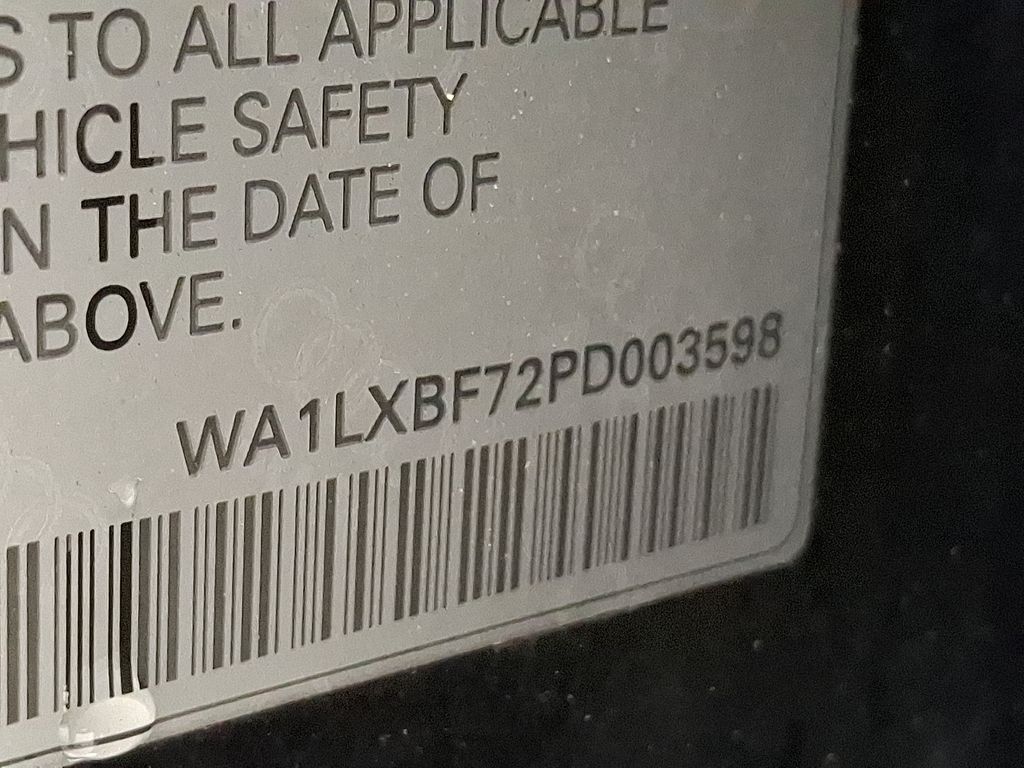 S TO ALL APPLICABLE
HICLE SAFETY
N THE DATE OF
ABOVE.
WA1LXBF72PD003598